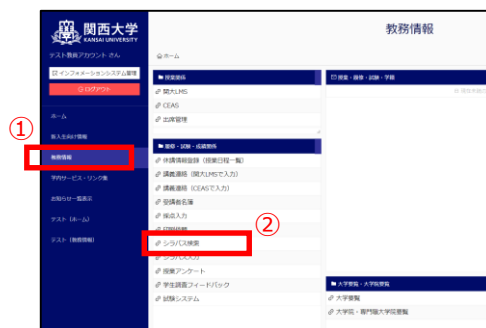 関西大学
KANSAI UNIVERSITY
教務情報
テスト教員アカウント さん
ホーム
インフォメーションシステム管理
ログアウト
授業関係
授業・履修・試験・学籍
関大LMS
CEAS
出席管理
ホーム
①
新入生向け情報
教務情報
履修・試験・成績関係
休講情報登録（授業日程一覧）
学内サービス・リンク集
講義連絡（関大LMSで入力）
講義連絡（CEASで入力）
お知らせ一覧表示
受講者名簿
テスト（ホーム）
採点入力
②
テスト（教務情報）
シラバス検索
シラバス入力
授業アンケート
学生調査フィードバック
大学要覧・大学院要覧
試験システム
大学要覧
大学院・専門職大学院要覧